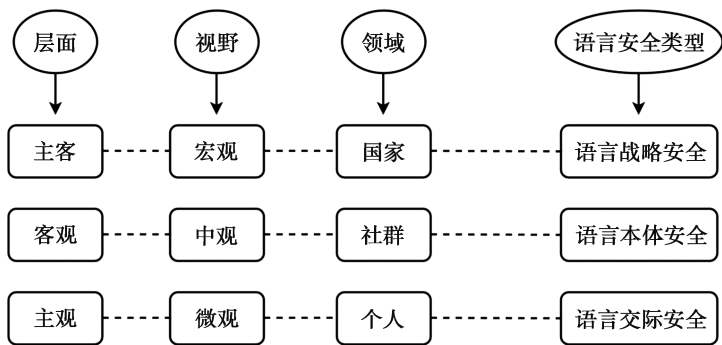 层面 视野 领域 语言安全类型
主客 宏观 国家 语言战略安全
客观 中观 社群 语言本体安全
主观 微观 个人 语言交际安全